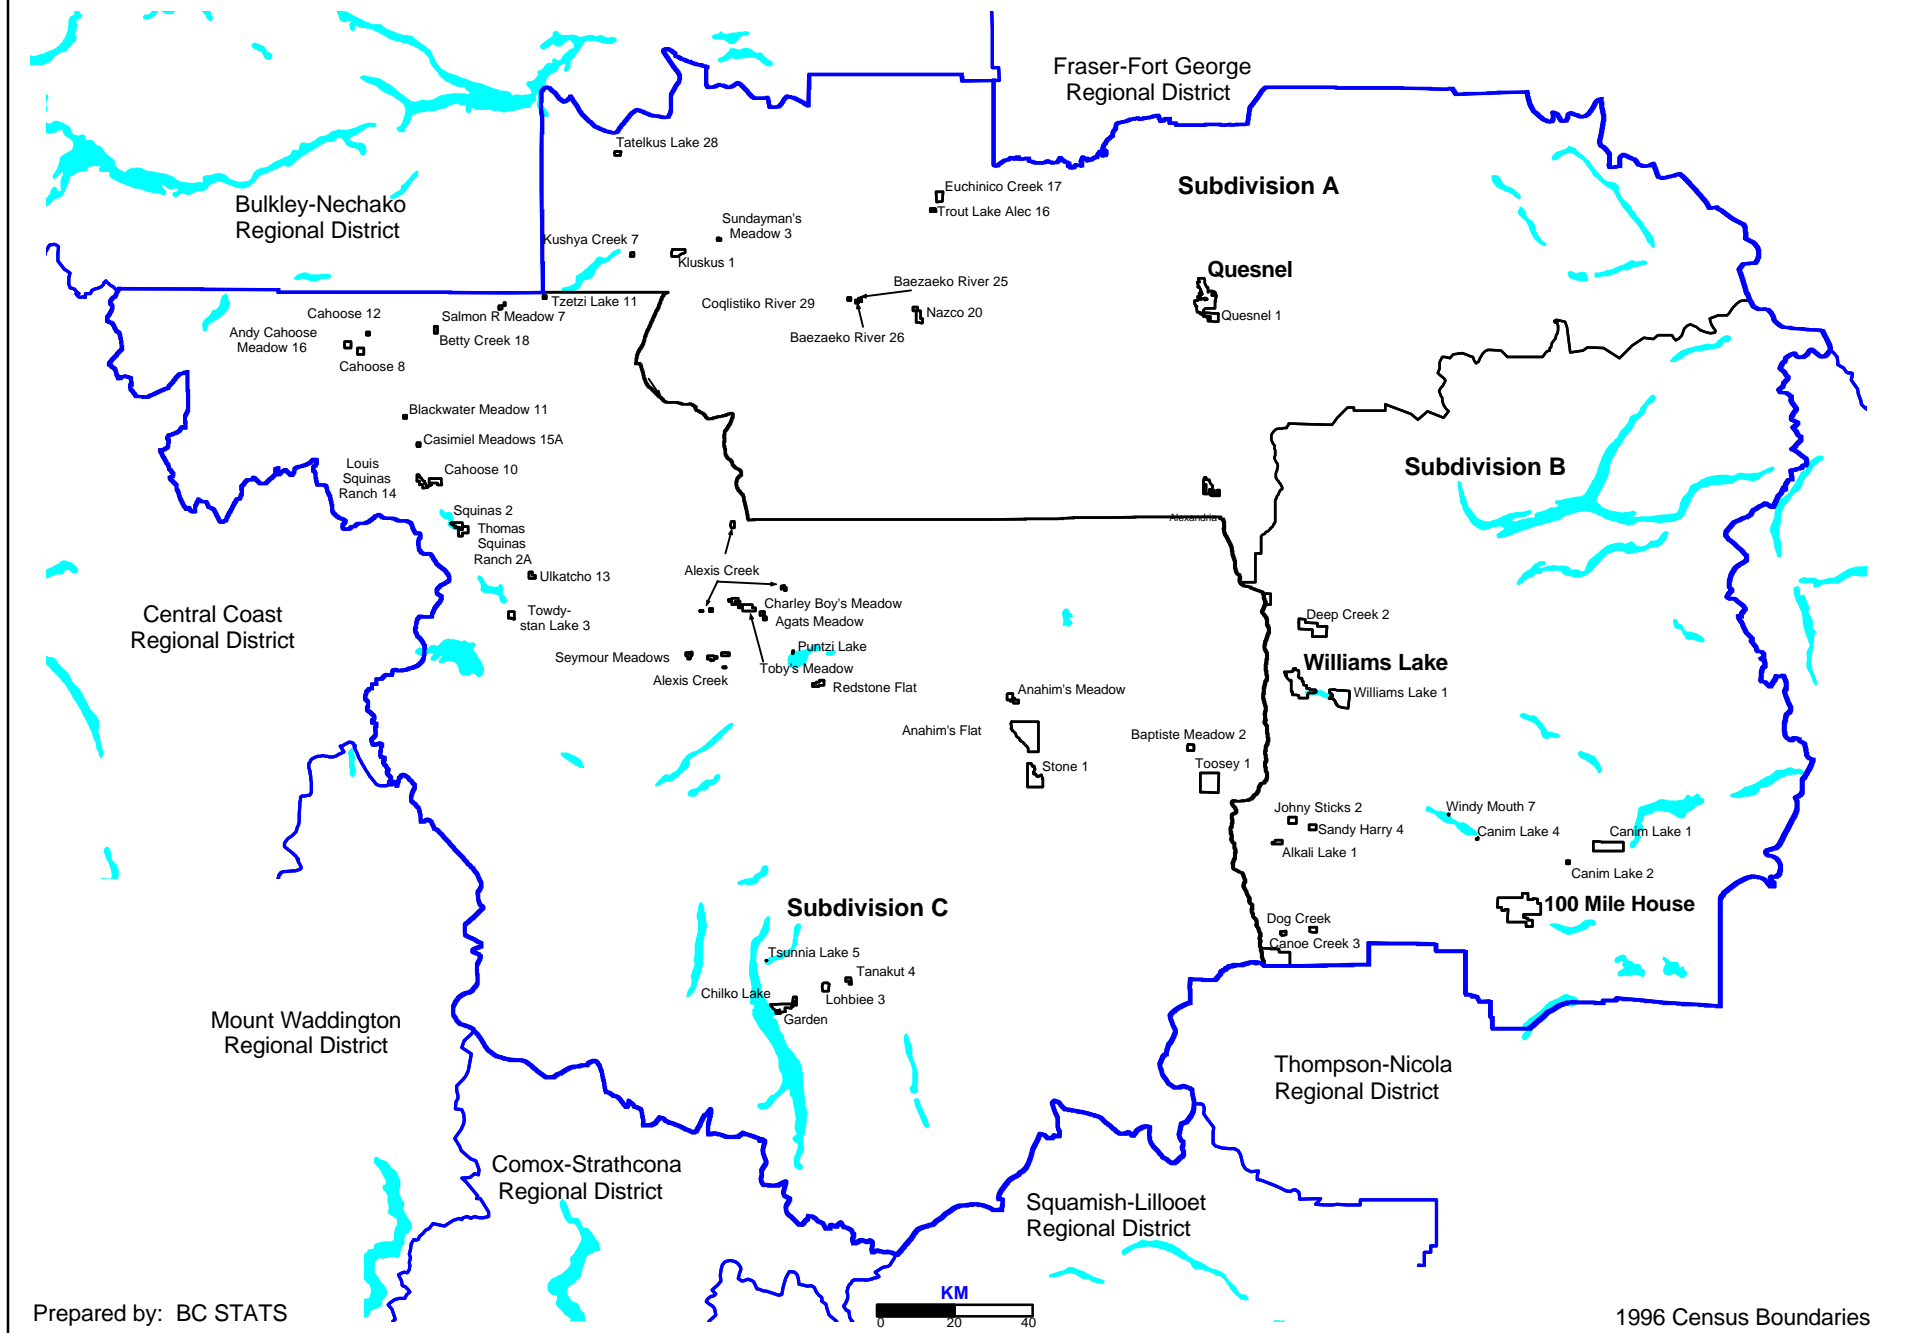 Fraser-Fort George
Regional District
Tatelkus Lake 28
Subdivision A
Euchinico Creek 17
Trout Lake Alec 16
Bulkley-Nechako
Regional District
Sundayman's
Meadow 3
Kushya Creek 7
Kluskus 1
Quesnel
Baezaeko River 25
Tzetzi Lake 11
Coqlistiko River 29
Cahoose 12
Salmon R Meadow 7
Nazco 20
Quesnel 1
Andy Cahoose
Meadow 16
Betty Creek 18
Baezaeko River 26
Cahoose 8
Blackwater Meadow 11
Casimiel Meadows 15A
Louis
Squinas
Ranch 14
Cahoose 10
Subdivision B
Squinas 2
Thomas
Squinas
Ranch 2A
Alexandria
Alexis Creek
Ulkatcho 13
Charley Boy's Meadow
Towdy-
stan Lake 3
Agats Meadow
Deep Creek 2
Central Coast
Regional District
Puntzi Lake
Seymour Meadows
Toby's Meadow
Williams Lake
Alexis Creek
Redstone Flat
Anahim's Meadow
Williams Lake 1
Anahim's Flat
Baptiste Meadow 2
Stone 1
Toosey 1
Johny Sticks 2
Windy Mouth 7
Sandy Harry 4
Canim Lake 4
Canim Lake 1
Alkali Lake 1
Canim Lake 2
Subdivision C
100 Mile House
Dog Creek
Canoe Creek 3
Tsunnia Lake 5
Tanakut 4
Chilko Lake
Lohbiee 3
Garden
Mount Waddington
Regional District
Thompson-Nicola
Regional District
Comox-Strathcona
Regional District
Squamish-Lillooet
Regional District
KM
0 20 40
Prepared by: BC STATS
1996 Census Boundaries